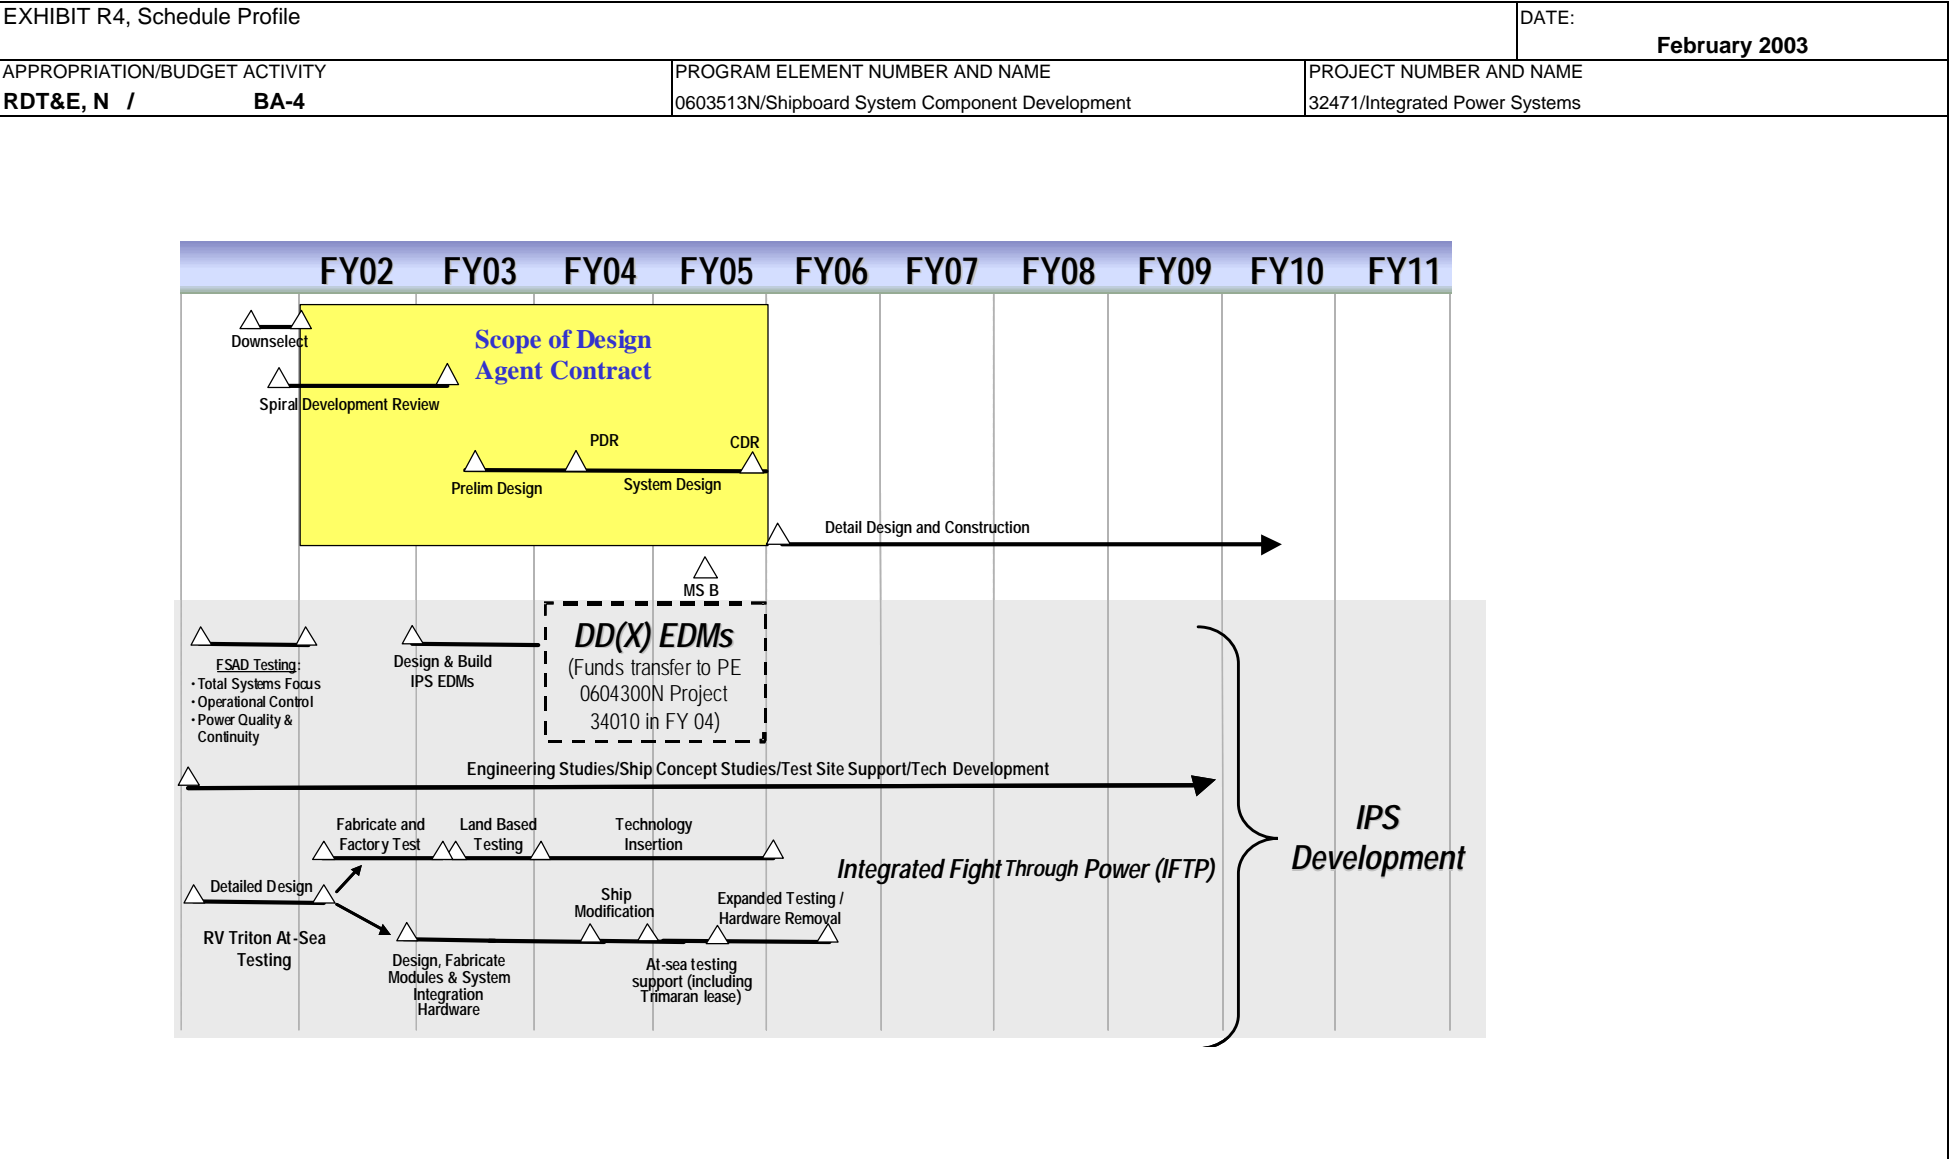 EXHIBIT R4, Schedule Profile
DATE:
February 2003
APPROPRIATION/BUDGET ACTIVITY
PROGRAM ELEMENT NUMBER AND NAME
PROJECT NUMBER AND NAME
RDT&E, N / BA-4
0603513N/Shipboard System Component Development
32471/Integrated Power Systems
FY02 FY03 FY04 FY05 FY06 FY07 FY08 FY09 FY10 FY11
Downselect
Scope of Design
Agent Contract
Spiral Development Review
PDR
CDR
Prelim Design
System Design
Detail Design and Construction
MS B
DD(X) EDMs
(Funds transfer to PE
0604300N Project
34010 in FY 04)
FSAD Testing:
•Total Systems Focus
•Operational Control
•Power Quality &
Continuity
Design & Build
IPS EDMs
Engineering Studies/Ship Concept Studies/Test Site Support/Tech Development
Fabricate and
Factory Test
Land Based
Testing
Technology
Insertion
IPS
Development
Integrated Fight Through Power (IFTP)
Detailed Design
Ship
Modification
Expanded Testing /
Hardware Removal
RV Triton At-Sea
Testing
Design, Fabricate
Modules & System
Integration
Hardware
At-sea testing
support (including
Trimaran lease)